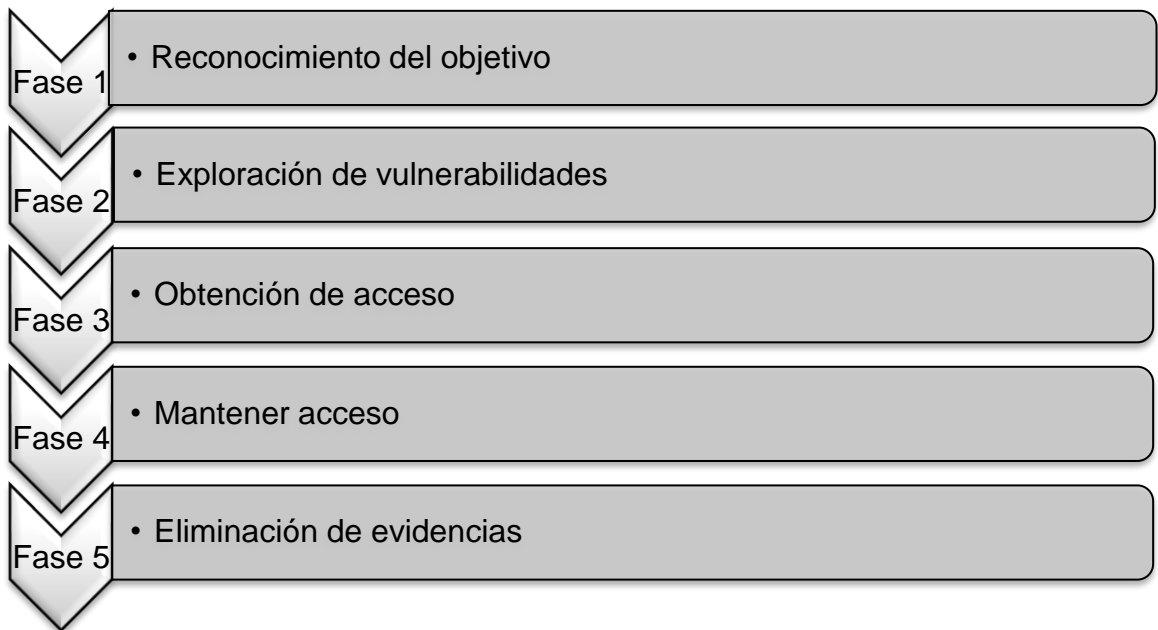 Fase 1
• Reconocimiento del objetivo
Fase 2
• Exploración de vulnerabilidades
Fase 3
• Obtención de acceso
Fase 4
• Mantener acceso
Fase 5
• Eliminación de evidencias